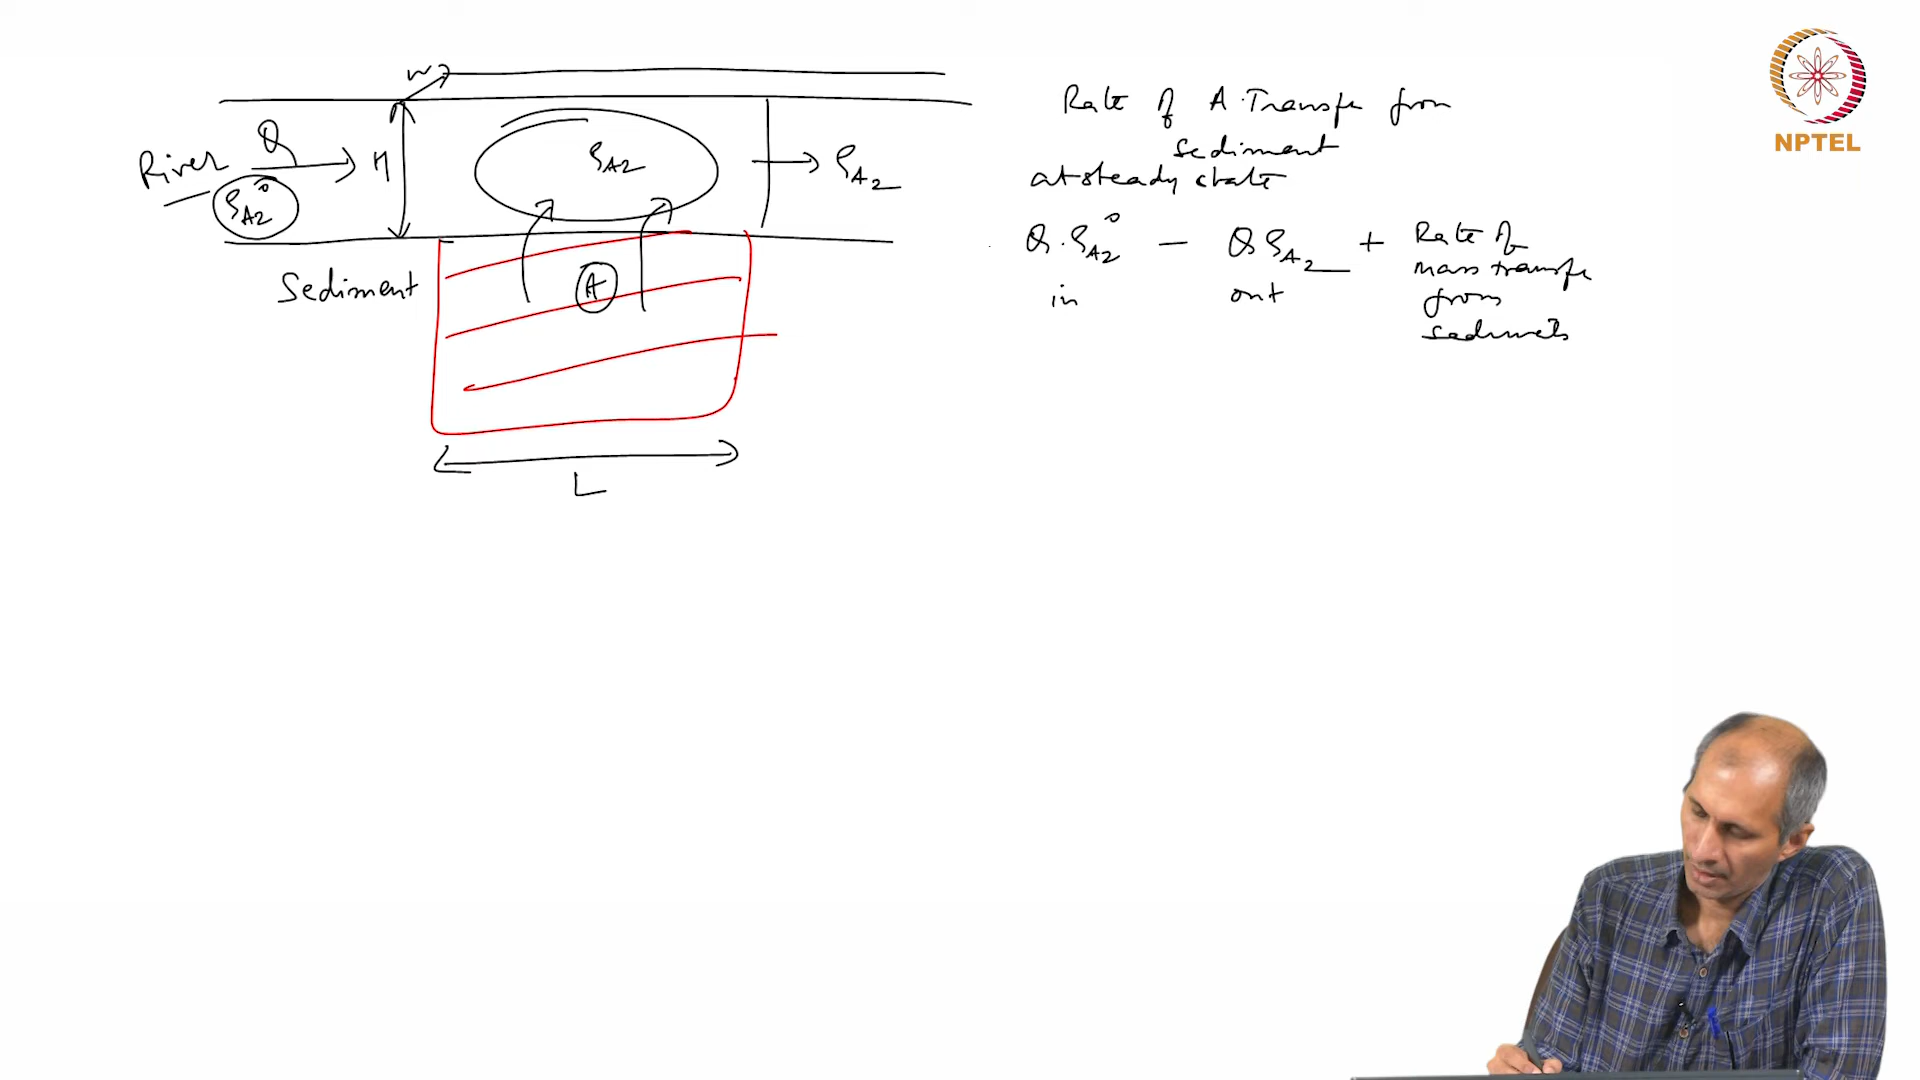 W
River Q H ρA2 → ρA2
ρA2°
Sediment A
L
Rate of A Transfer from
sediment
at steady state
Q · ρA2° − Q ρA2 + Rate of
mass transfer
in out from
sediments
NPTEL